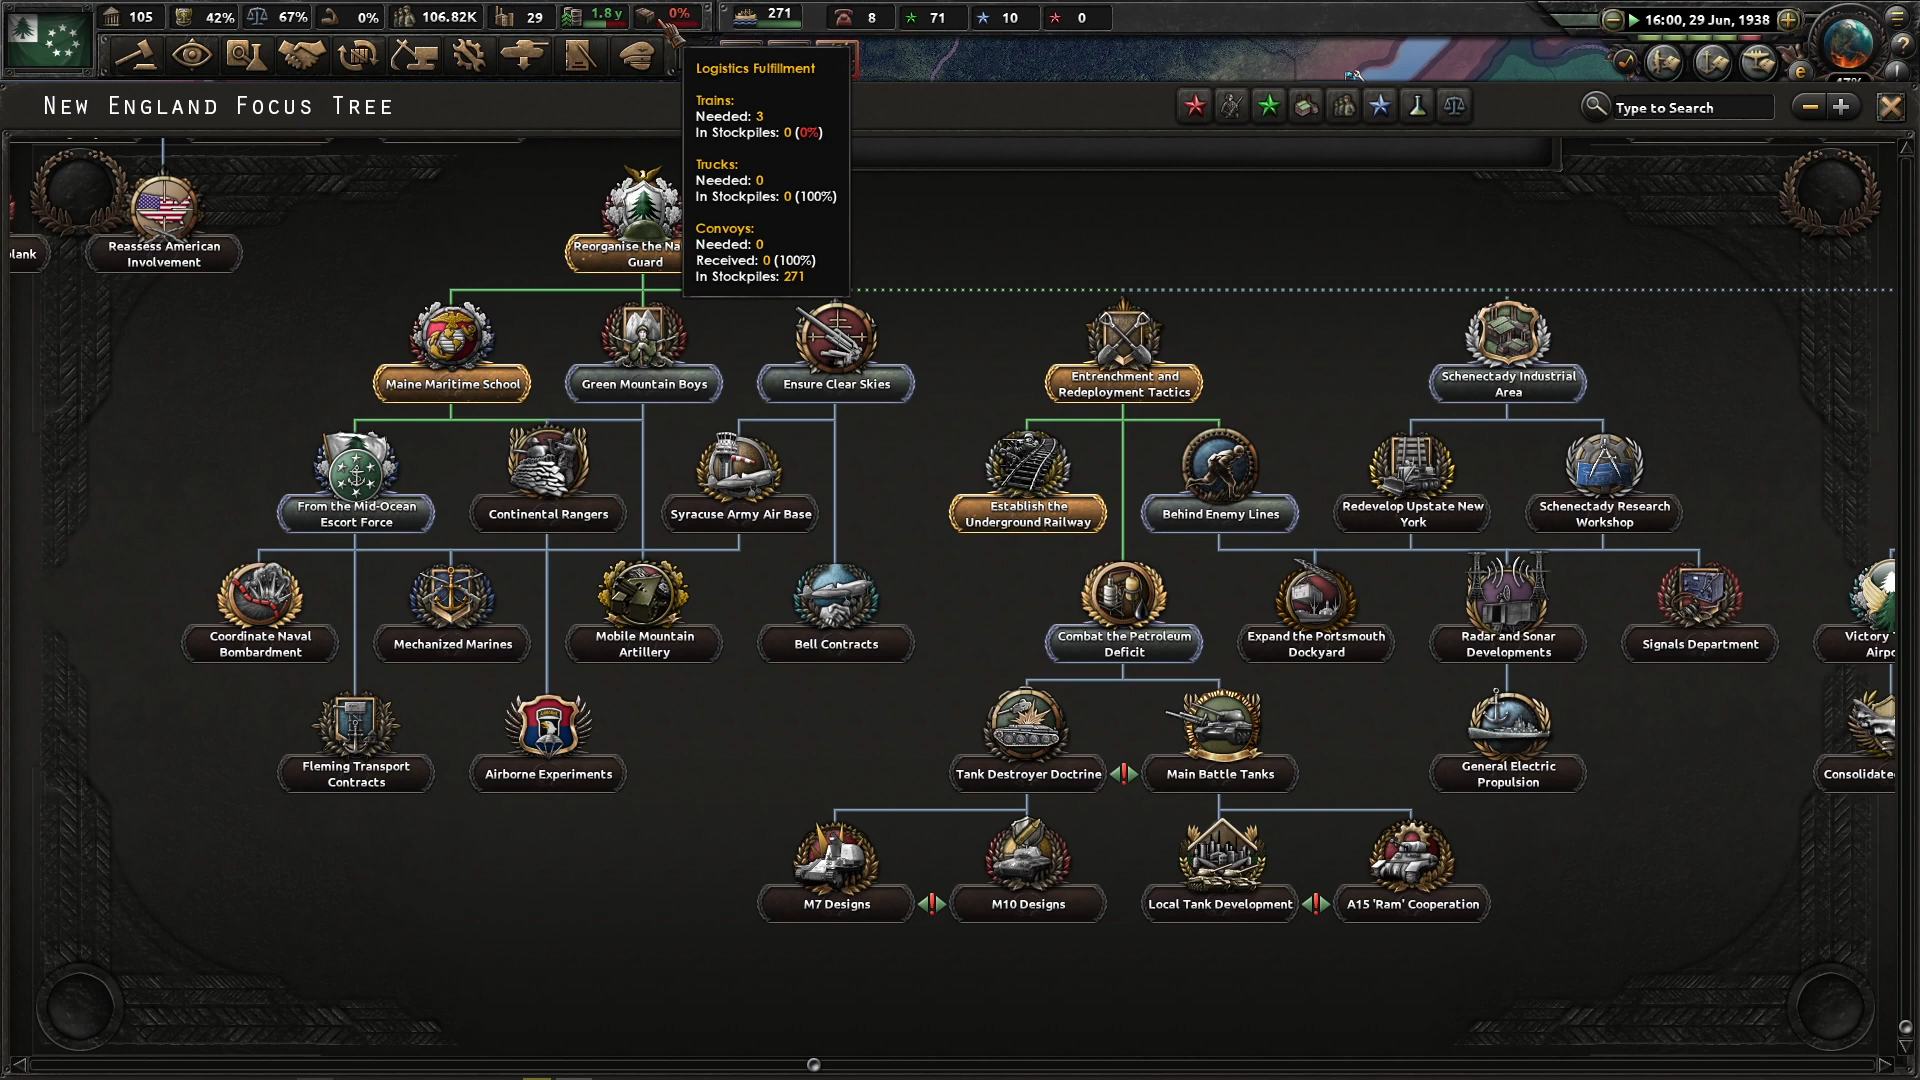 105
42%
67%
0%
106.82K
29
1.8 y
0%
271
8
71
10
0
16:00, 29 Jun, 1938
47%
New England Focus Tree
Type to Search
Logistics Fulfillment
Trains:
Needed: 3
In Stockpiles: 0 (0%)
Trucks:
Needed: 0
In Stockpiles: 0 (100%)
Convoys:
Needed: 0
Received: 0 (100%)
In Stockpiles: 271
lank
Reassess American
Involvement
Reorganise the Na
Guard
Maine Maritime School
Green Mountain Boys
Ensure Clear Skies
Entrenchment and
Redeployment Tactics
Schenectady Industrial
Area
From the Mid-Ocean
Escort Force
Continental Rangers
Syracuse Army Air Base
Establish the
Underground Railway
Behind Enemy Lines
Redevelop Upstate New
York
Schenectady Research
Workshop
Coordinate Naval
Bombardment
Mechanized Marines
Mobile Mountain
Artillery
Bell Contracts
Combat the Petroleum
Deficit
Expand the Portsmouth
Dockyard
Radar and Sonar
Developments
Signals Department
Victory
Airpo
Fleming Transport
Contracts
Airborne Experiments
Tank Destroyer Doctrine
Main Battle Tanks
General Electric
Propulsion
Consolidate
M7 Designs
M10 Designs
Local Tank Development
A15 'Ram' Cooperation